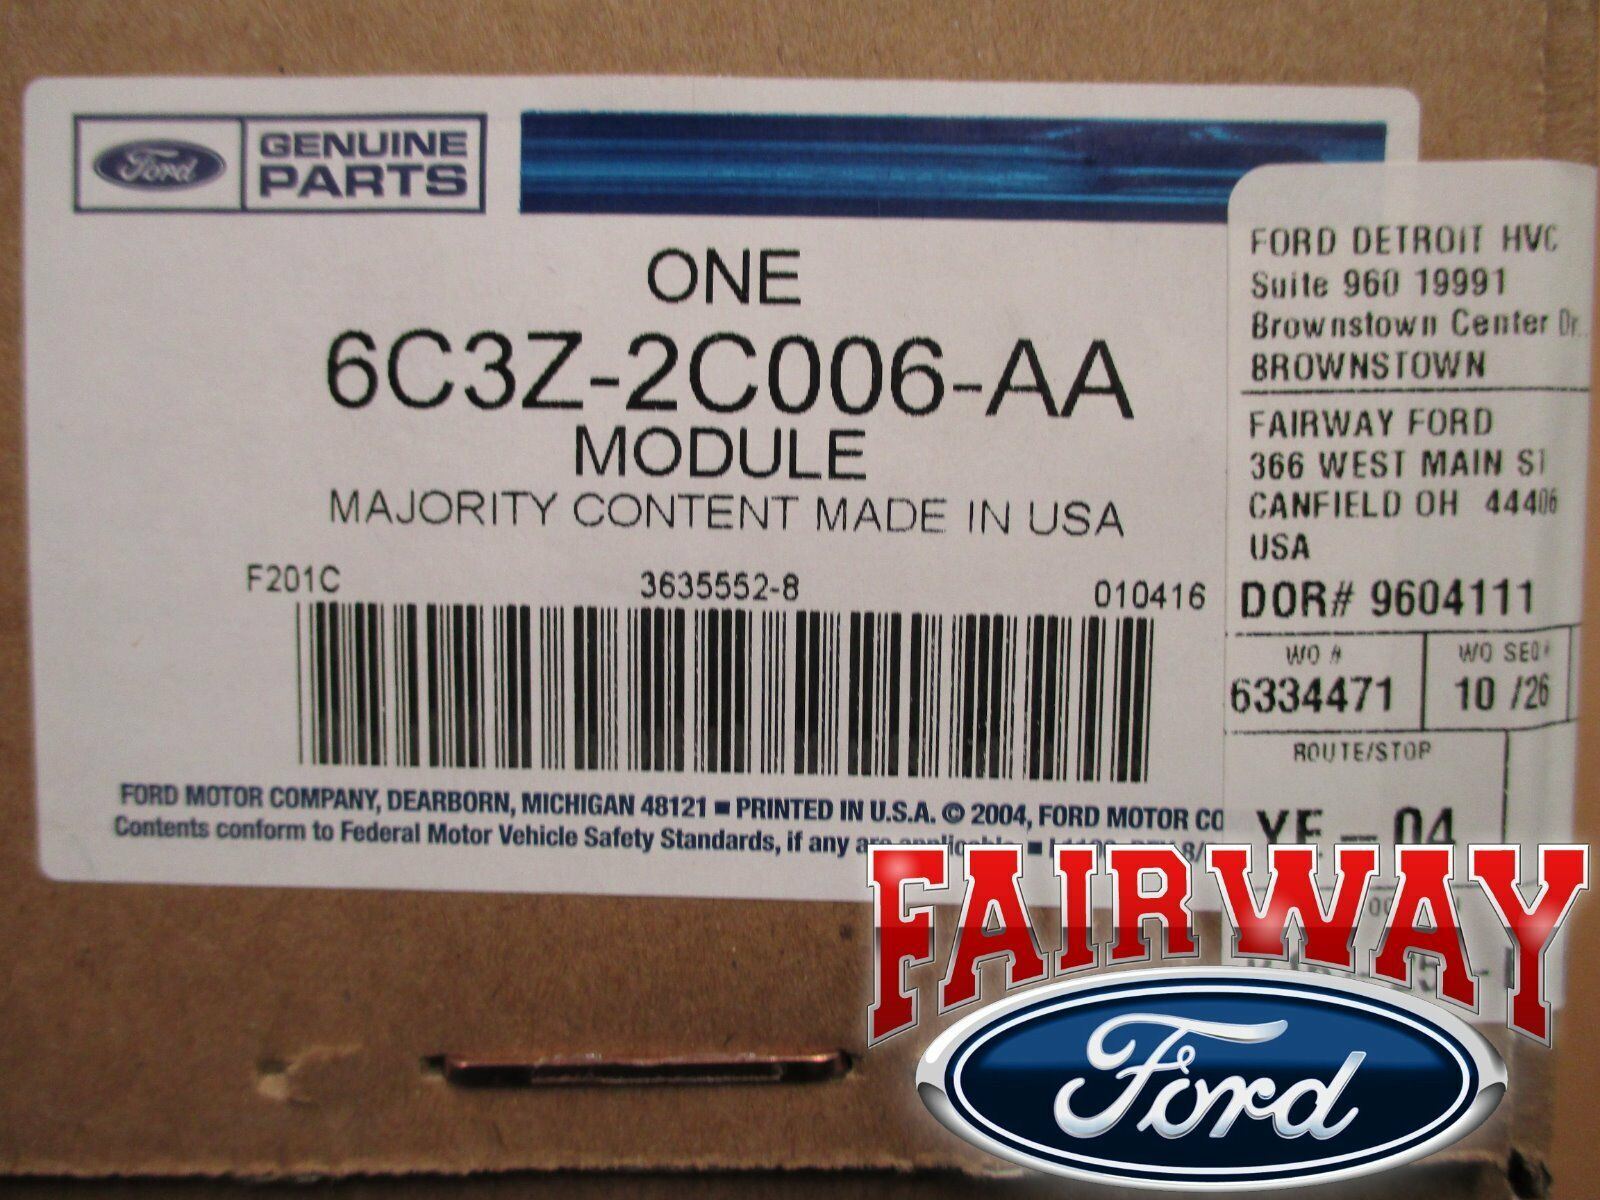 Ford
GENUINE
PARTS
ONE
6C3Z-2C006-AA
MODULE
MAJORITY CONTENT MADE IN USA
F201C 3635552-8 010416
FORD MOTOR COMPANY, DEARBORN, MICHIGAN 48121 ■ PRINTED IN U.S.A. © 2004, FORD MOTOR CO
Contents conform to Federal Motor Vehicle Safety Standards, if any are applicable. ■
FORD DETROIT HVC
Suite 960 19991
Brownstown Center Dr.
BROWNSTOWN
FAIRWAY FORD
366 WEST MAIN ST
CANFIELD OH 44406
USA
DOR# 9604111
WO # WO SEQ#
6334471 10 /26
ROUTE/STOP
YF - 04
FAIRWAY
Ford